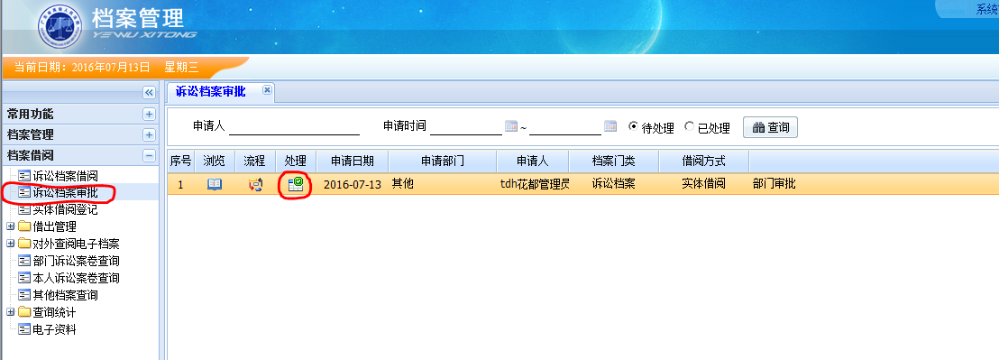 系统
档案管理
YEWU XITONG
当前日期：2016年07月13日 星期三
诉讼档案审批
常用功能
档案管理
档案借阅
诉讼档案借阅
诉讼档案审批
实体借阅登记
借出管理
对外查阅电子档案
部门诉讼案卷查询
本人诉讼案卷查询
其他档案查询
查询统计
电子资料
申请人 申请时间 ~ 待处理 已处理 查询
序号 浏览 流程 处理 申请日期 申请部门 申请人 档案门类 借阅方式
1 2016-07-13 其他 tdh花都管理员 诉讼档案 实体借阅 部门审批